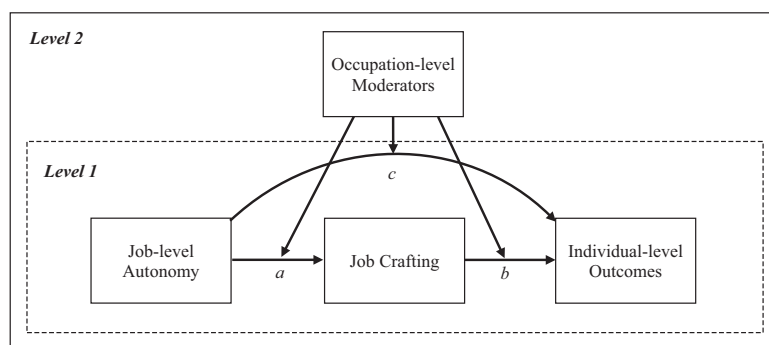 Level 2
Occupation-level
Moderators
Level 1
c
Job-level
Autonomy
a
Job Crafting
b
Individual-level
Outcomes